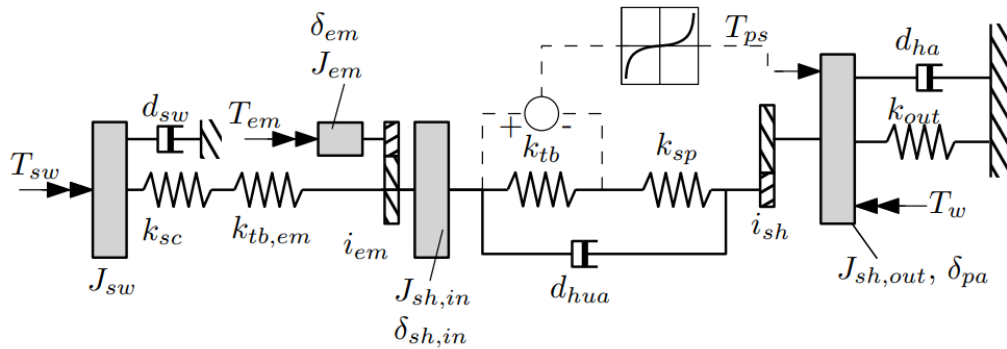 δ_em
J_em
d_sw
T_em
T_sw
k_sc
k_tb,em
i_em
J_sw
J_sh,in
δ_sh,in
+
-
k_tb
k_sp
d_hua
T_ps
i_sh
d_ha
k_out
T_w
J_sh,out, δ_pa